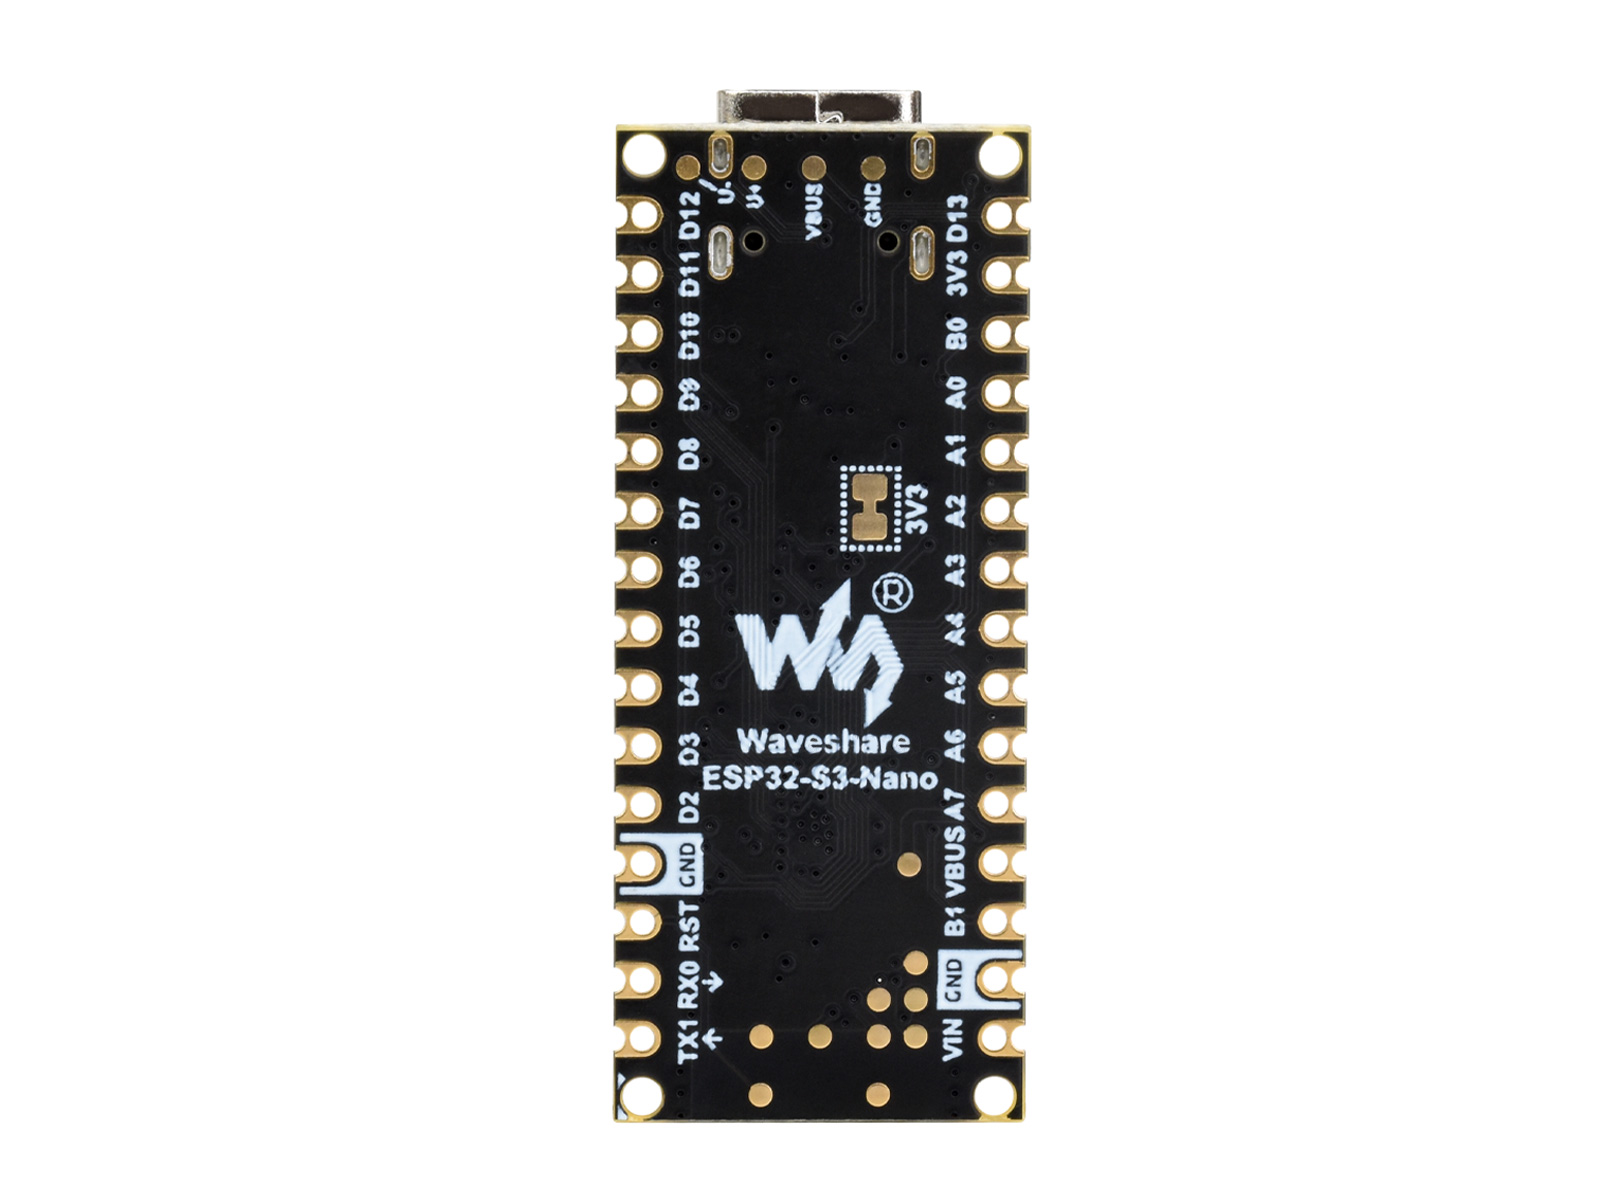 U-
U+
VBUS
GND
D12
D11
D10
D9
D8
D7
D6
D5
D4
D3
D2
GND
RST
RX0
TX1
D13
3V3
B0
A0
A1
A2
A3
A4
A5
A6
A7
VBUS
B1
GND
VIN
3V3
®
Waveshare
ESP32-S3-Nano